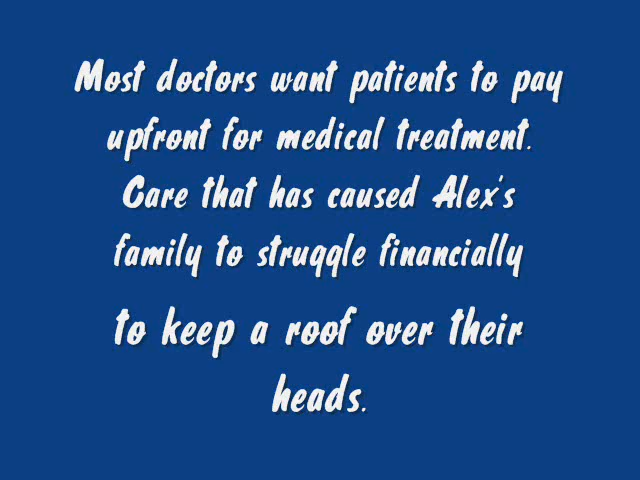 Most doctors want patients to pay
upfront for medical treatment.
Care that has caused Alex's
family to struggle financially
to keep a roof over their
heads.